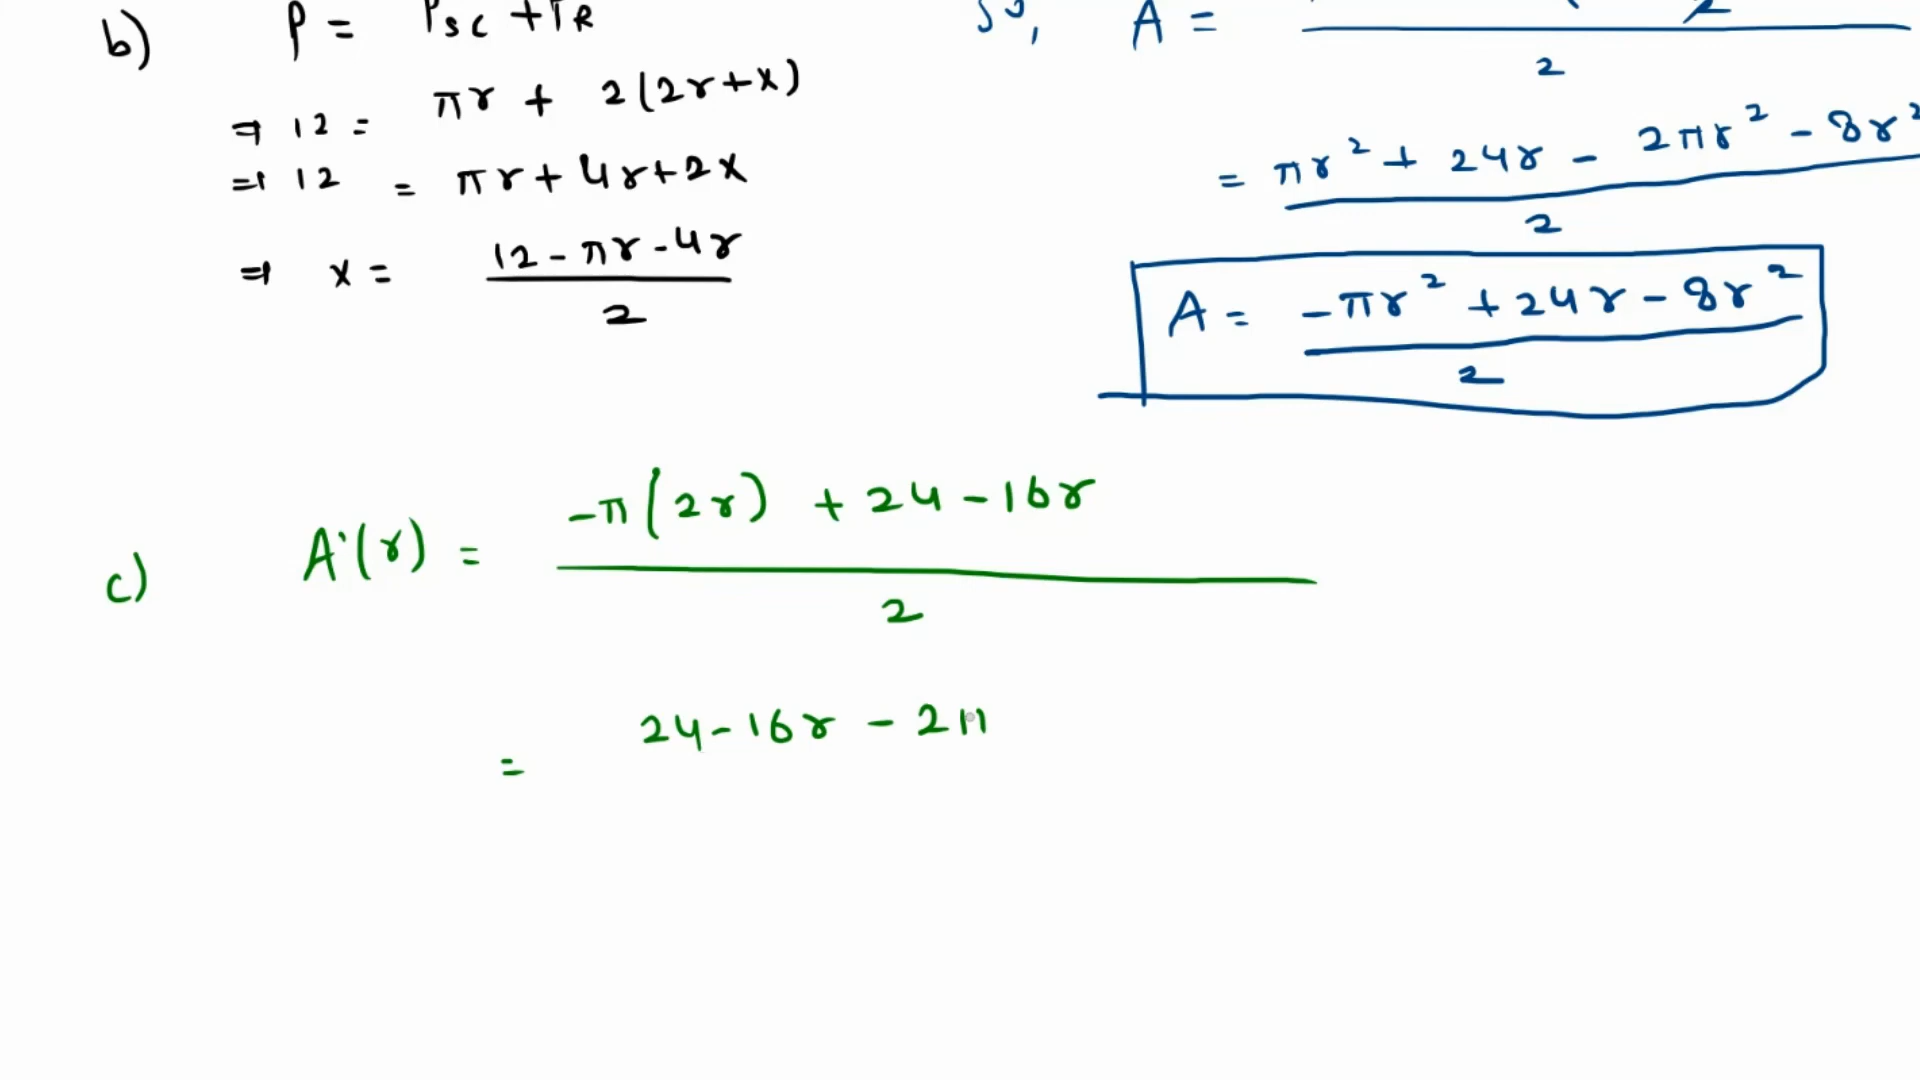 b) P = P_SC + P_R
⇒ 12 = πr + 2(2r+x)
⇒ 12 = πr + 4r + 2x
⇒ x = (12 - πr - 4r)/2
So, A =
2
= (πr² + 24r - 2πr² - 8r²)/2
A = (-πr² + 24r - 8r²)/2
c) A'(r) = (-π(2r) + 24 - 16r)/2
= 24 - 16r - 2π